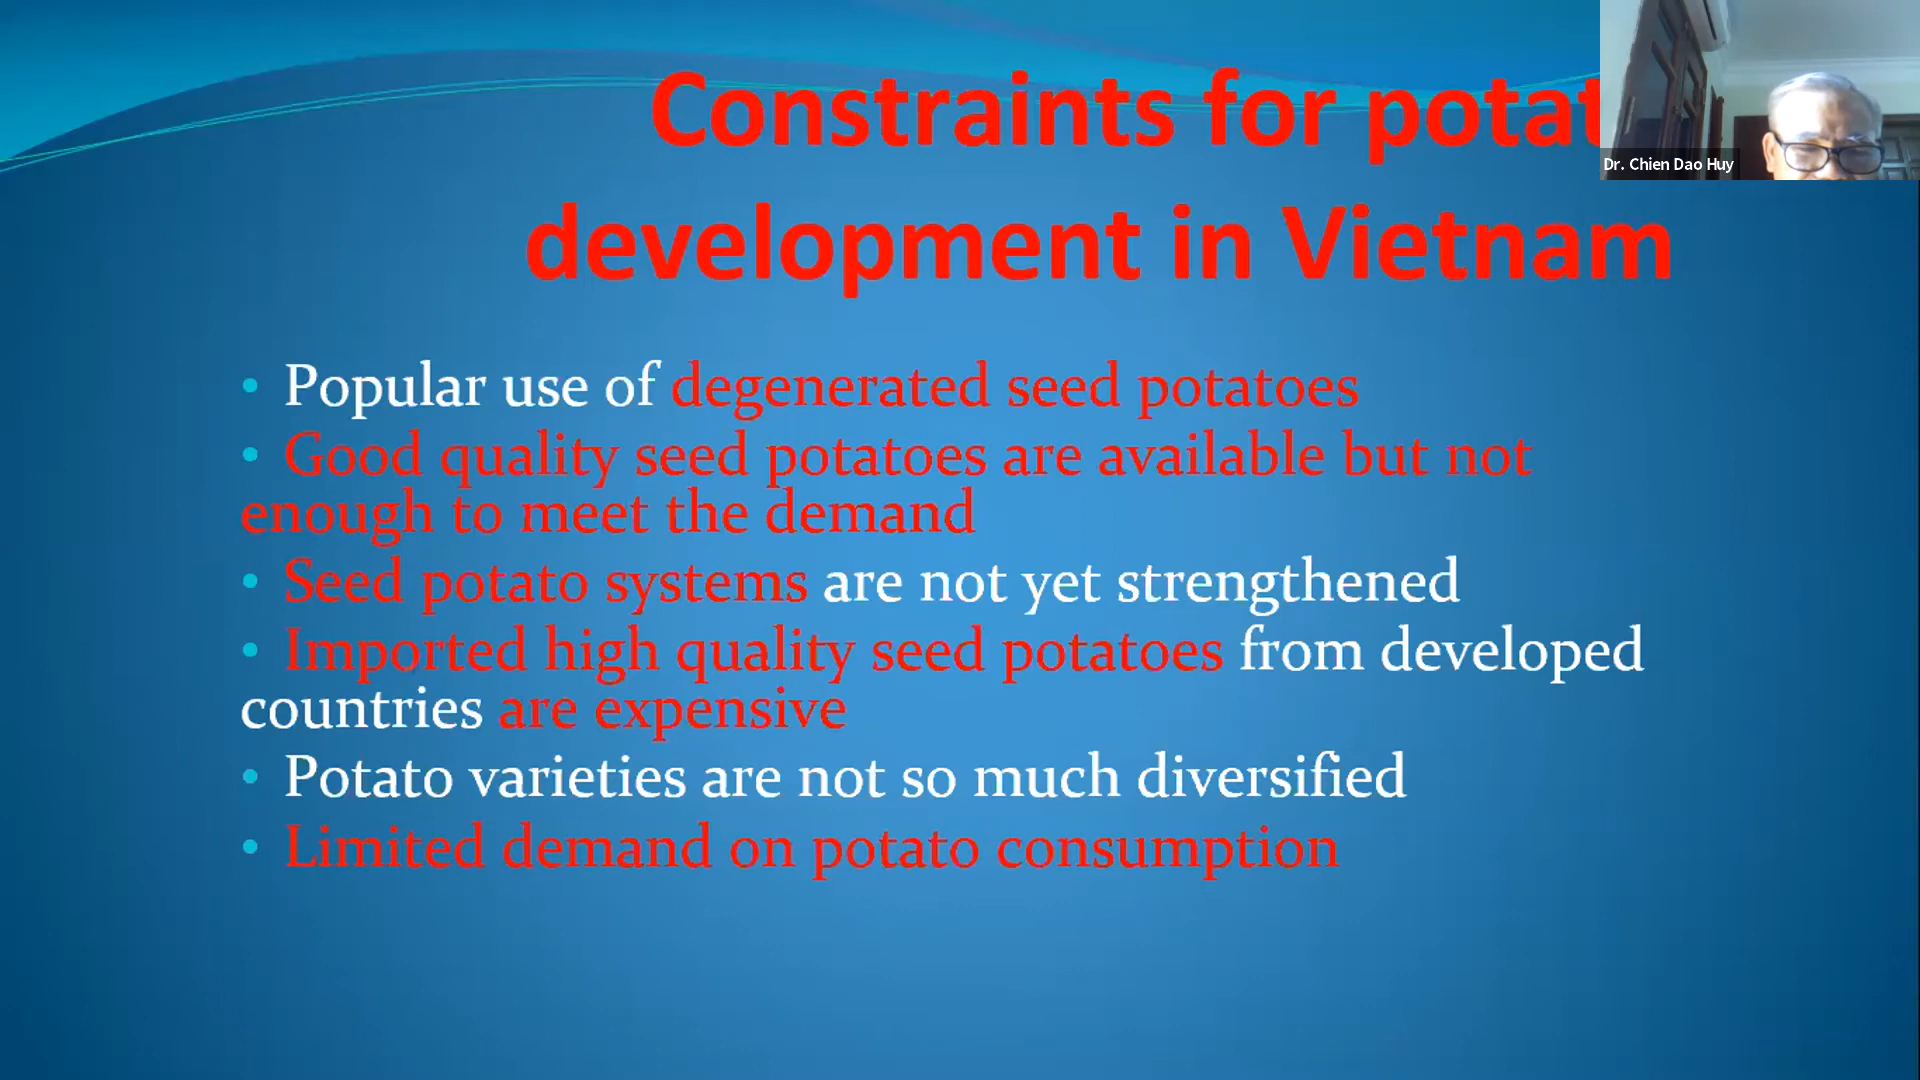 Constraints for potat
development in Vietnam
Dr. Chien Dao Huy
• Popular use of degenerated seed potatoes
• Good quality seed potatoes are available but not
enough to meet the demand
• Seed potato systems are not yet strengthened
• Imported high quality seed potatoes from developed
countries are expensive
• Potato varieties are not so much diversified
• Limited demand on potato consumption